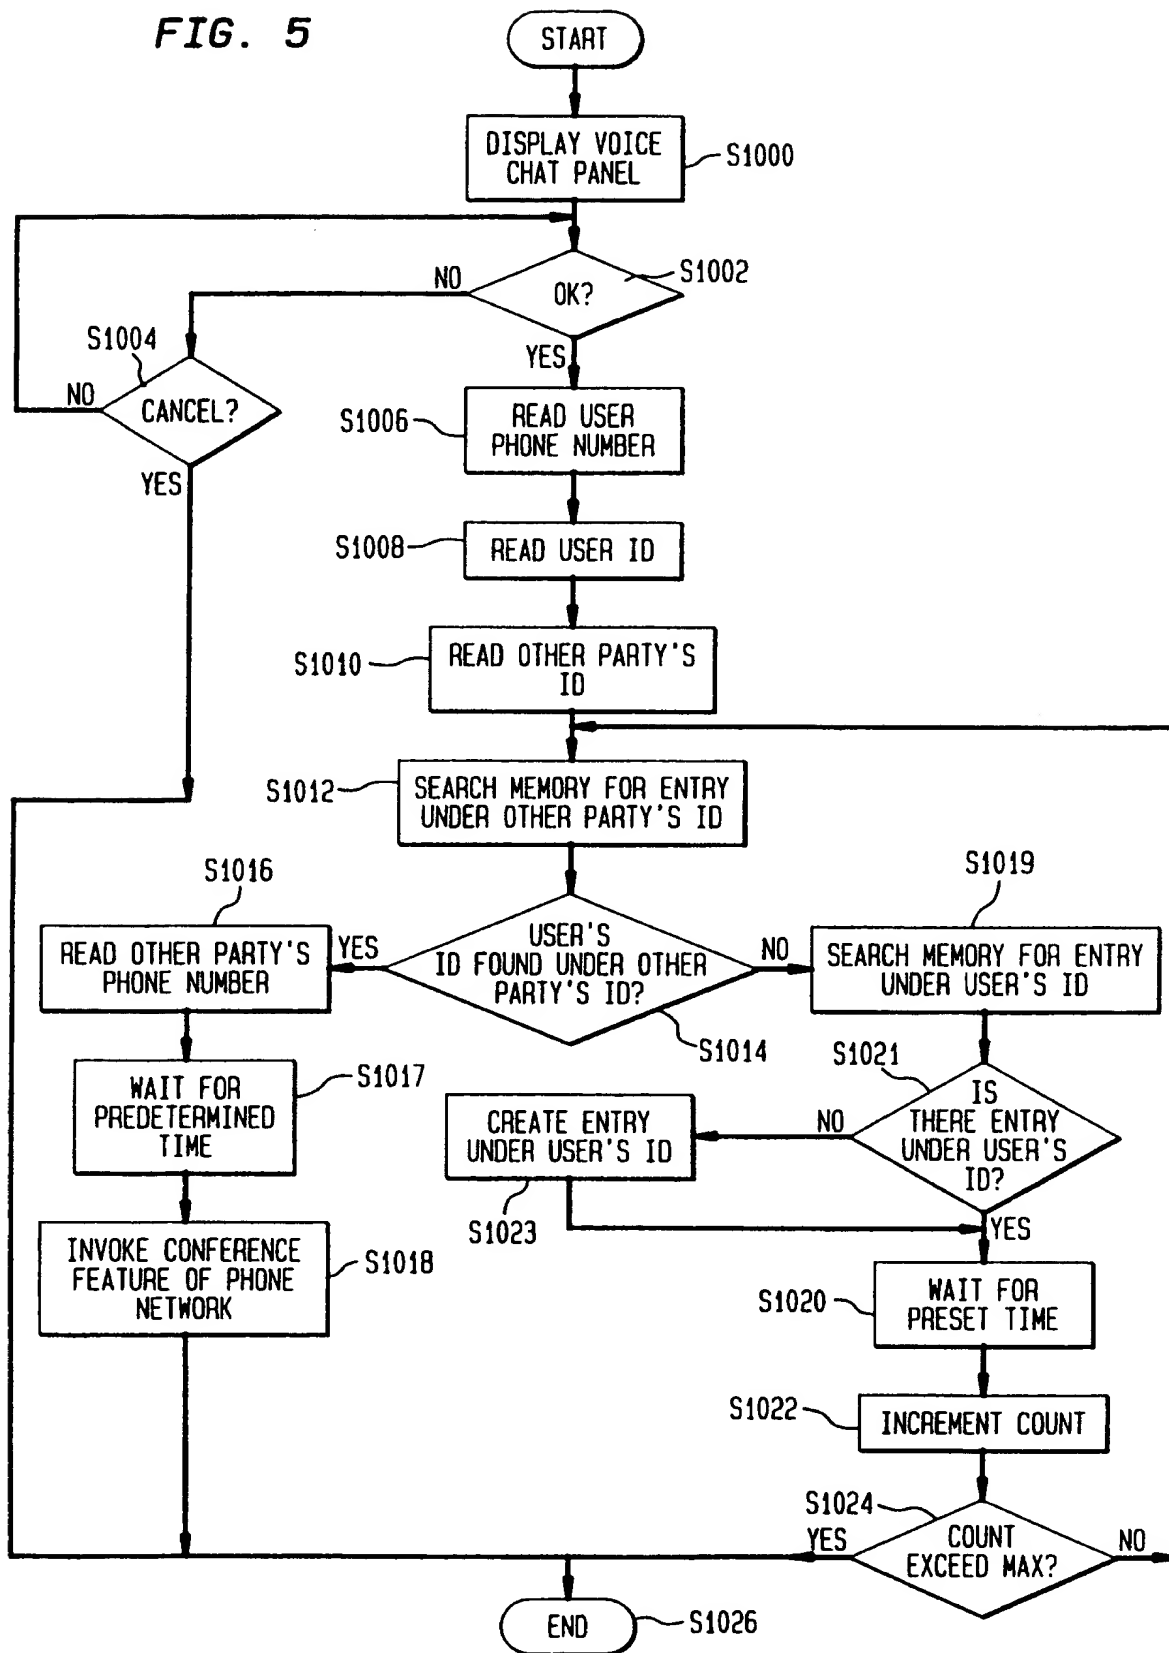 FIG. 5
START
DISPLAY VOICE
CHAT PANEL
S1000
OK?
S1002
NO
YES
S1004
CANCEL?
NO
YES
READ USER
PHONE NUMBER
S1006
READ USER ID
S1008
READ OTHER PARTY'S
ID
S1010
SEARCH MEMORY FOR ENTRY
UNDER OTHER PARTY'S ID
S1012
USER'S
ID FOUND UNDER OTHER
PARTY'S ID?
S1014
YES
NO
S1016
READ OTHER PARTY'S
PHONE NUMBER
S1019
SEARCH MEMORY FOR ENTRY
UNDER USER'S ID
WAIT FOR
PREDETERMINED
TIME
S1017
S1021
IS
THERE ENTRY
UNDER USER'S
ID?
NO
YES
CREATE ENTRY
UNDER USER'S ID
S1023
INVOKE CONFERENCE
FEATURE OF PHONE
NETWORK
S1018
WAIT FOR
PRESET TIME
S1020
INCREMENT COUNT
S1022
S1024
COUNT
EXCEED MAX?
YES
NO
END
S1026